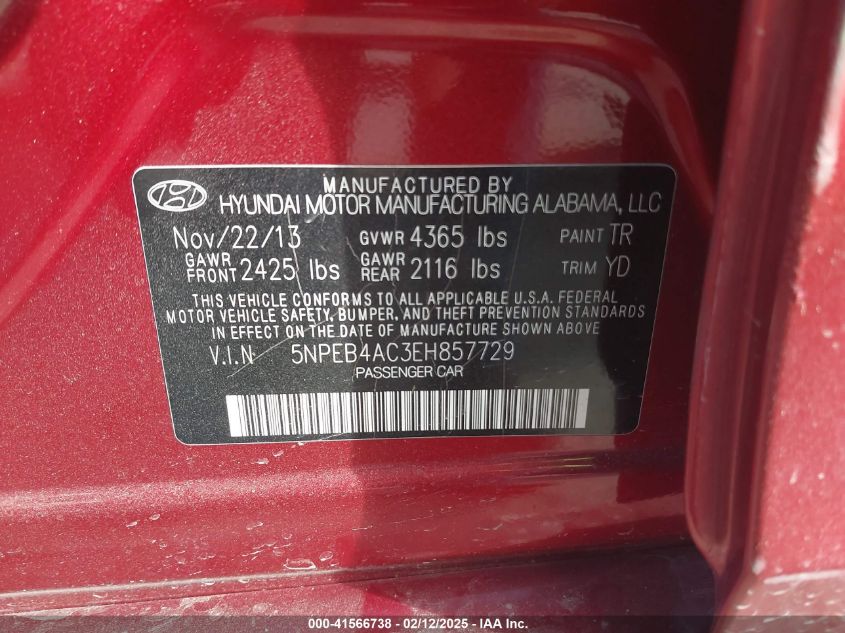 MANUFACTURED BY
HYUNDAI MOTOR MANUFACTURING ALABAMA, LLC
Nov/22/13 GVWR 4365 lbs PAINT TR
GAWR FRONT 2425 lbs GAWR REAR 2116 lbs TRIM YD
THIS VEHICLE CONFORMS TO ALL APPLICABLE U.S.A. FEDERAL
MOTOR VEHICLE SAFETY, BUMPER, AND THEFT PREVENTION STANDARDS
IN EFFECT ON THE DATE OF MANUFACTURE SHOWN ABOVE.
V.I.N 5NPEB4AC3EH857729
PASSENGER CAR
000-41566738 - 02/12/2025 - IAA Inc.